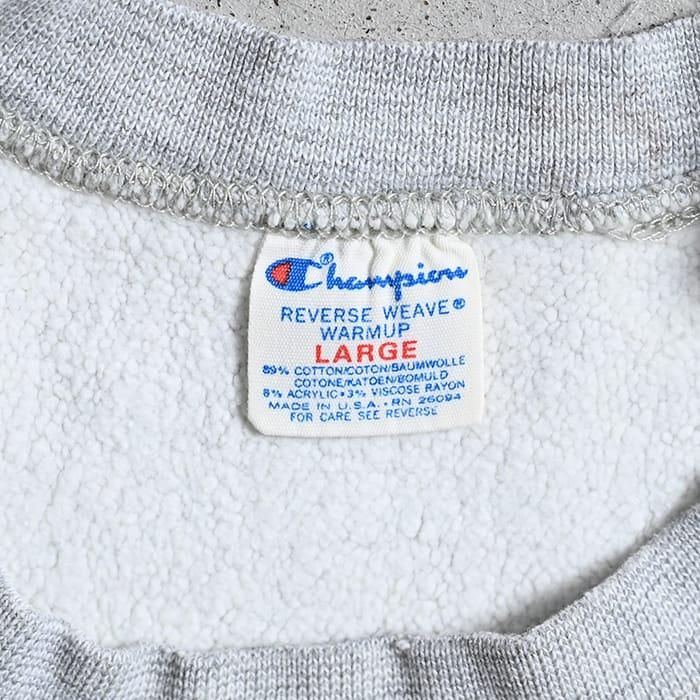 Champion®
REVERSE WEAVE®
WARMUP
LARGE
89% COTTON/COTON/BAUMWOLLE
COTONE/KATOEN/BOMULD
8% ACRYLIC • 3% VISCOSE RAYON
MADE IN U.S.A. • RN 26094
FOR CARE SEE REVERSE